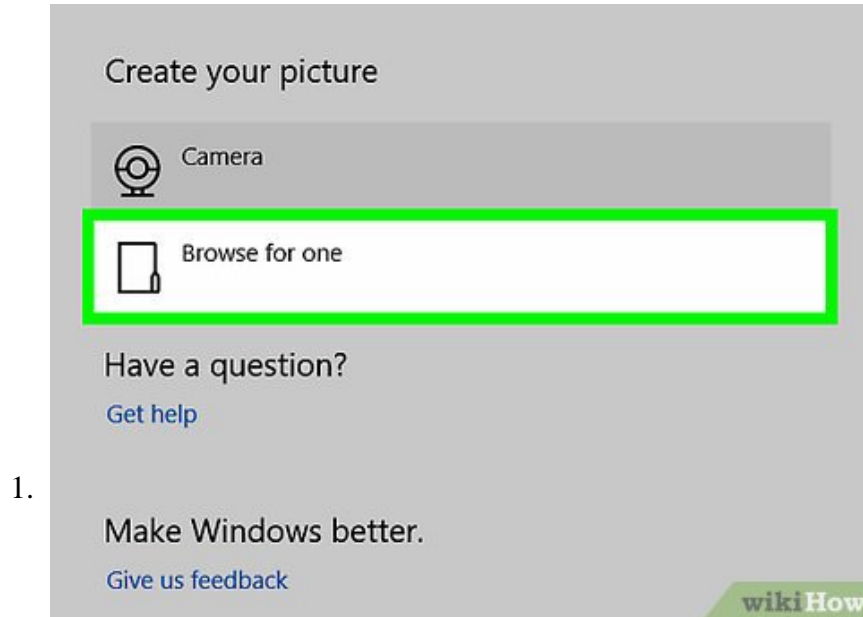 Create your picture
Camera
Browse for one
Have a question?
Get help
1.
Make Windows better.
Give us feedback
wikiHow